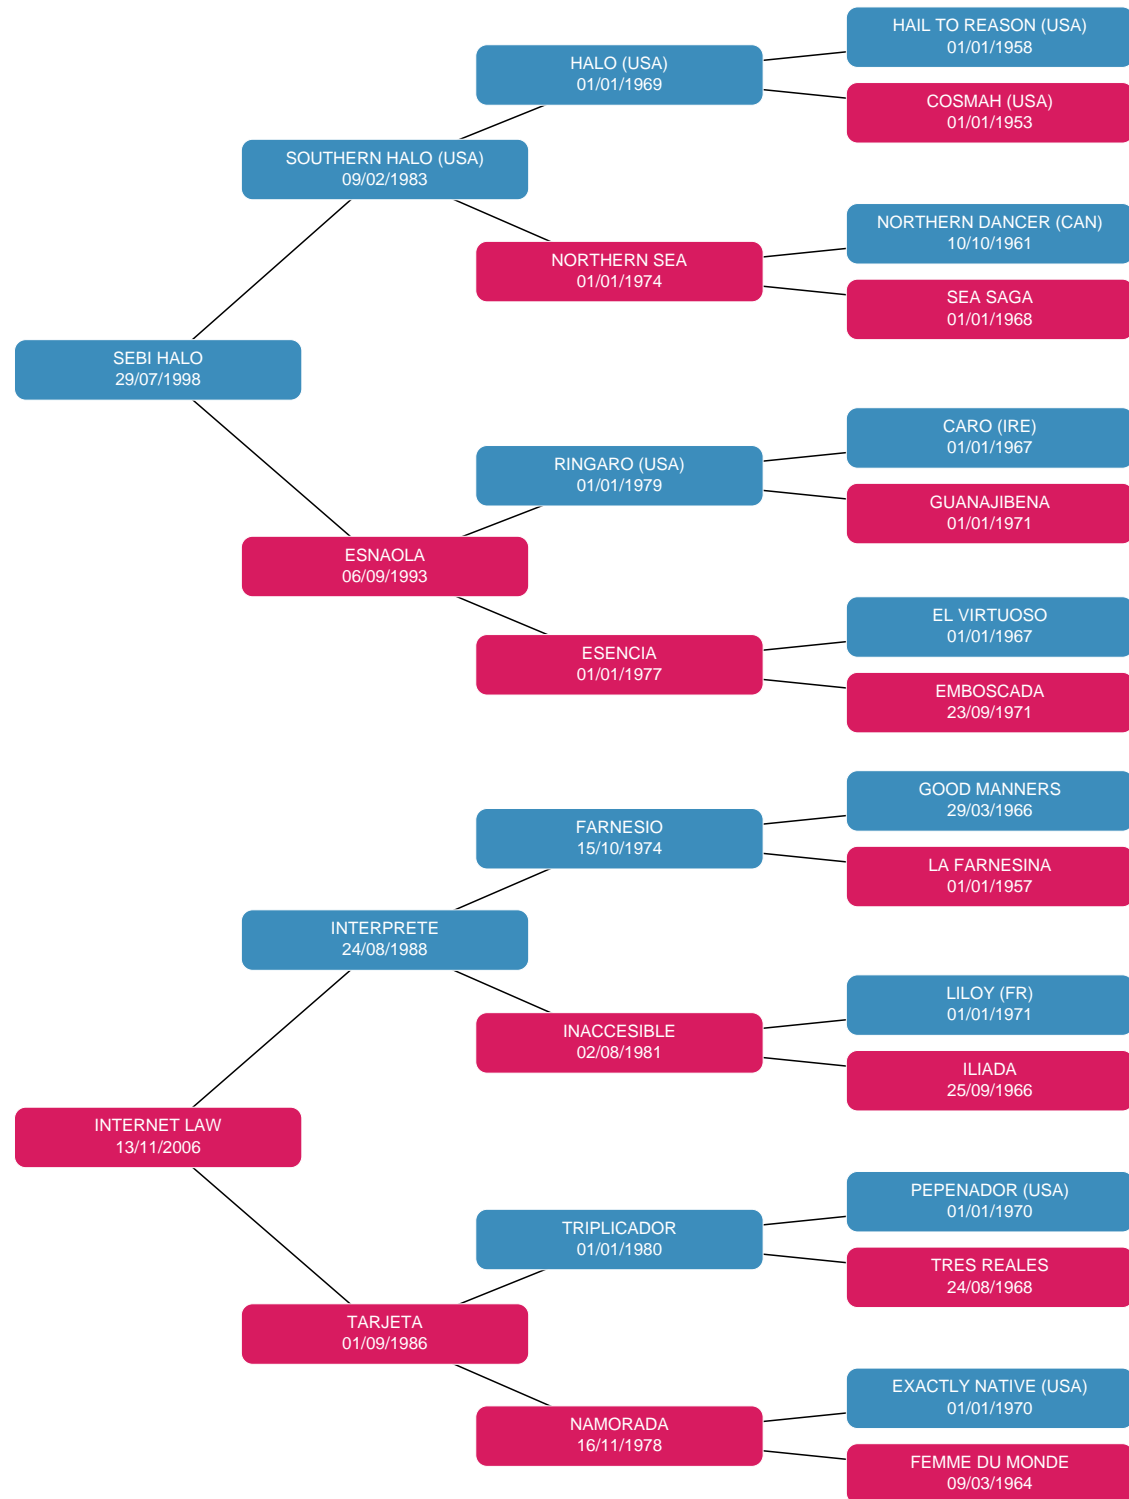 HAIL TO REASON (USA)
01/01/1958
HALO (USA)
01/01/1969
COSMAH (USA)
01/01/1953
SOUTHERN HALO (USA)
09/02/1983
NORTHERN DANCER (CAN)
10/10/1961
NORTHERN SEA
01/01/1974
SEA SAGA
01/01/1968
SEBI HALO
29/07/1998
CARO (IRE)
01/01/1967
RINGARO (USA)
01/01/1979
GUANAJIBENA
01/01/1971
ESNAOLA
06/09/1993
EL VIRTUOSO
01/01/1967
ESENCIA
01/01/1977
EMBOSCADA
23/09/1971
GOOD MANNERS
29/03/1966
FARNESIO
15/10/1974
LA FARNESINA
01/01/1957
INTERPRETE
24/08/1988
LILOY (FR)
01/01/1971
INACCESIBLE
02/08/1981
ILIADA
25/09/1966
INTERNET LAW
13/11/2006
PEPENADOR (USA)
01/01/1970
TRIPLICADOR
01/01/1980
TRES REALES
24/08/1968
TARJETA
01/09/1986
EXACTLY NATIVE (USA)
01/01/1970
NAMORADA
16/11/1978
FEMME DU MONDE
09/03/1964